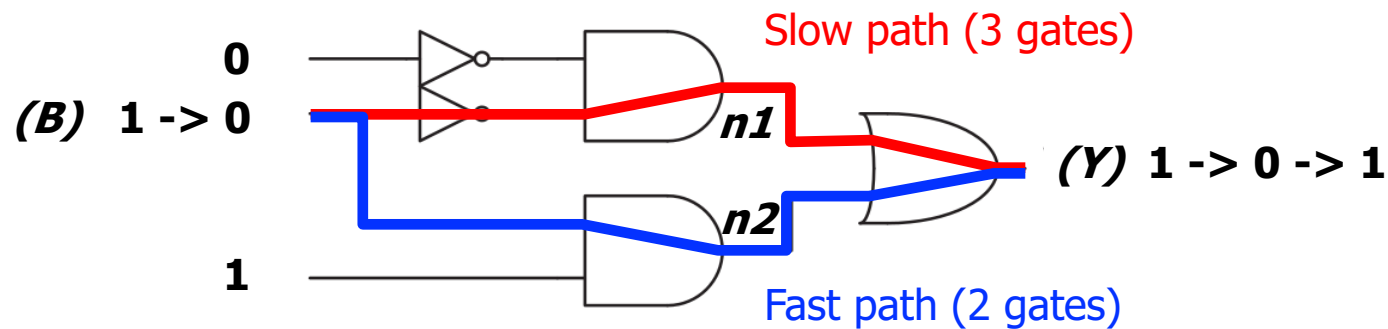 Slow path (3 gates)
0
(B) 1 -> 0
n1
(Y) 1 -> 0 -> 1
n2
1
Fast path (2 gates)